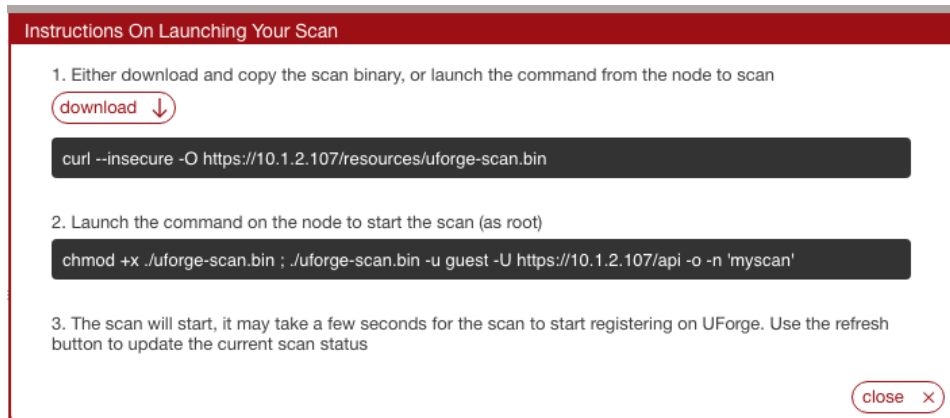 Instructions On Launching Your Scan
1. Either download and copy the scan binary, or launch the command from the node to scan
download
curl --insecure -O https://10.1.2.107/resources/uforge-scan.bin
2. Launch the command on the node to start the scan (as root)
chmod +x ./uforge-scan.bin ; ./uforge-scan.bin -u guest -U https://10.1.2.107/api -o -n 'myscan'
3. The scan will start, it may take a few seconds for the scan to start registering on UForge. Use the refresh
button to update the current scan status
close